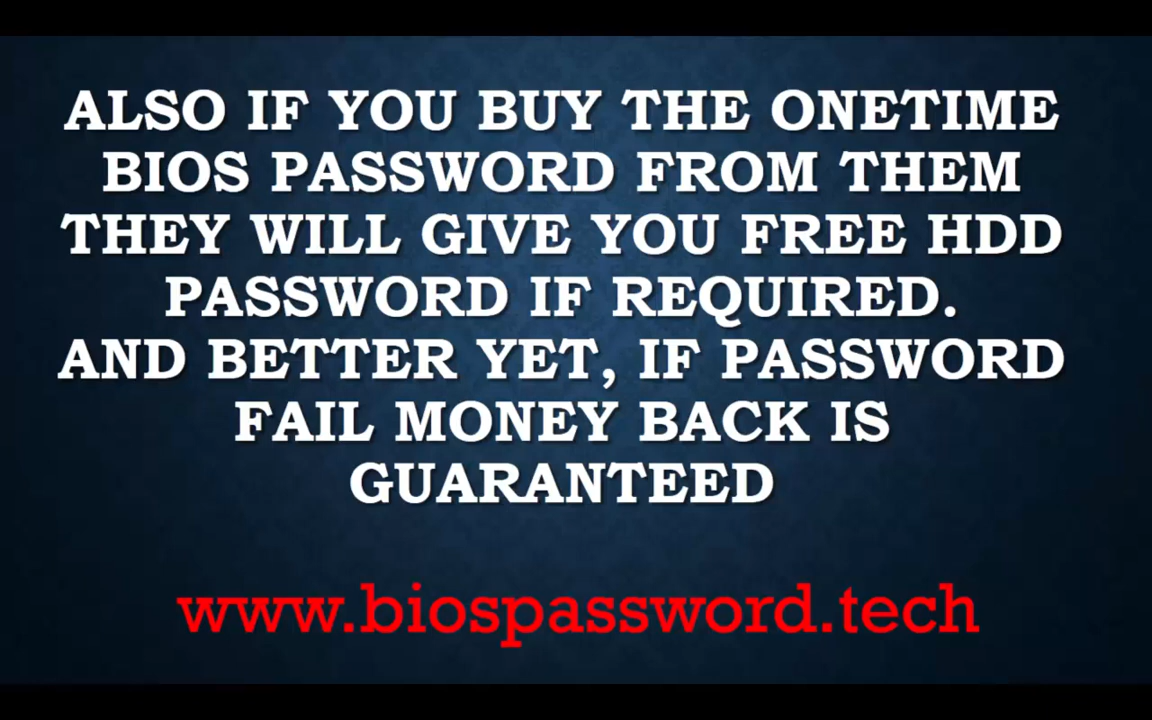 ALSO IF YOU BUY THE ONETIME
BIOS PASSWORD FROM THEM
THEY WILL GIVE YOU FREE HDD
PASSWORD IF REQUIRED.
AND BETTER YET, IF PASSWORD
FAIL MONEY BACK IS
GUARANTEED
www.biospassword.tech